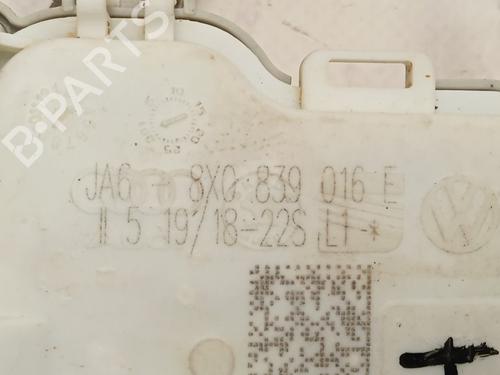 B-PARTS
JA6 - 8X0 839 016 E
II 5 19/18-22S L1-*